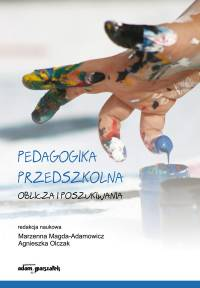 PEDAGOGIKA
PRZEDSZKOLNA
OBLICZA I POSZUKIWANIA
redakcja naukowa
Marzenna Magda-Adamowicz
Agnieszka Olczak
adam marszałek